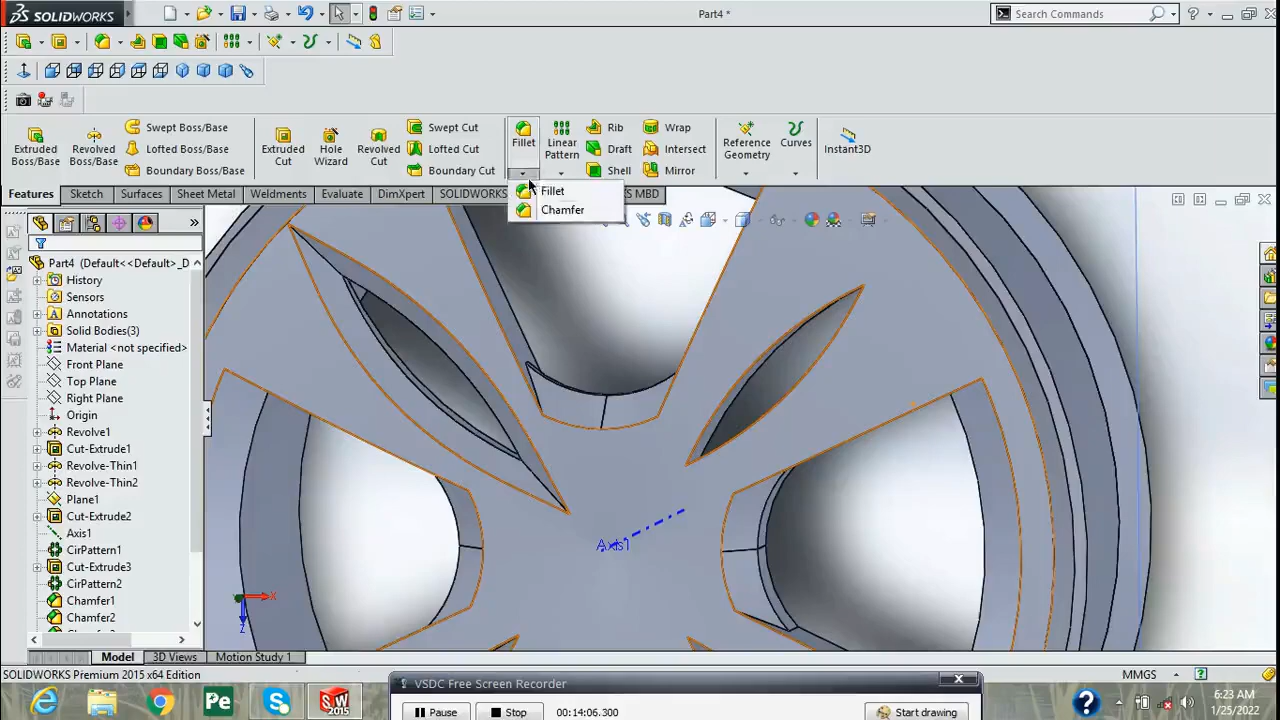 SOLIDWORKS
Part4 *
Search Commands
Extruded Boss/Base
Revolved Boss/Base
Swept Boss/Base
Lofted Boss/Base
Boundary Boss/Base
Extruded Cut
Hole Wizard
Revolved Cut
Swept Cut
Lofted Cut
Boundary Cut
Fillet
Linear Pattern
Rib
Draft
Shell
Wrap
Intersect
Mirror
Reference Geometry
Curves
Instant3D
Fillet
Chamfer
Features
Sketch
Surfaces
Sheet Metal
Weldments
Evaluate
DimXpert
SOLIDWORKS
MBD
Part4 (Default<<Default>_D
History
Sensors
Annotations
Solid Bodies(3)
Material <not specified>
Front Plane
Top Plane
Right Plane
Origin
Revolve1
Cut-Extrude1
Revolve-Thin1
Revolve-Thin2
Plane1
Cut-Extrude2
Axis1
CirPattern1
Cut-Extrude3
CirPattern2
Chamfer1
Chamfer2
Axis1
X
Z
Model
3D Views
Motion Study 1
SOLIDWORKS Premium 2015 x64 Edition
MMGS
VSDC Free Screen Recorder
Pause
Stop
00:14:06.300
Start drawing
Pe
SW
2015
6:23 AM
1/25/2022